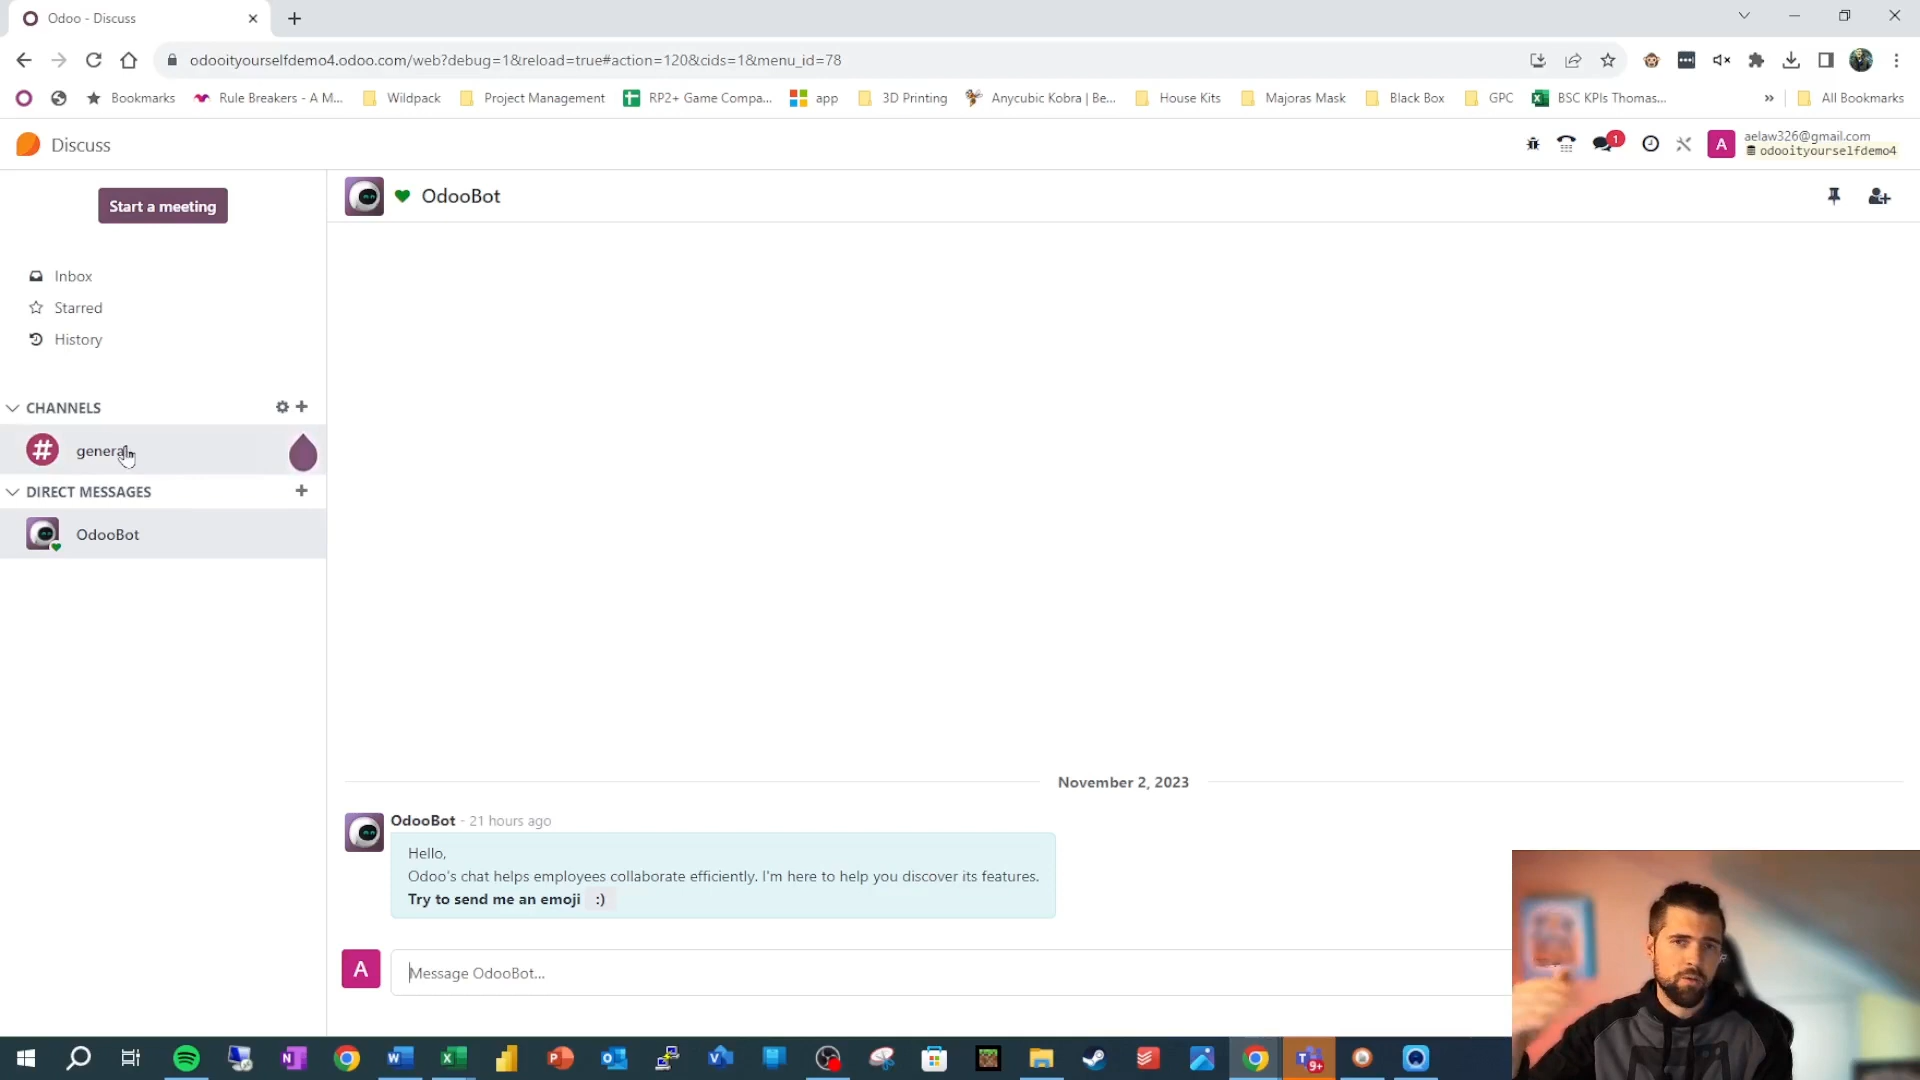 Odoo - Discuss
odooityourselfdemo4.odoo.com/web?debug=1&reload=true#action=120&cids=1&menu_id=78
Bookmarks
Rule Breakers - A M...
Wildpack
Project Management
RP2+ Game Compa...
app
3D Printing
Anycubic Kobra | Be...
House Kits
Majoras Mask
Black Box
GPC
BSC KPIs Thomas...
»
All Bookmarks
Discuss
1
A
aelaw326@gmail.com
odooityourselfdemo4
Start a meeting
OdooBot
Inbox
Starred
History
CHANNELS
# general
DIRECT MESSAGES
OdooBot
November 2, 2023
OdooBot - 21 hours ago
Hello,
Odoo's chat helps employees collaborate efficiently. I'm here to help you discover its features.
Try to send me an emoji :)
A
Message OdooBot...
9+